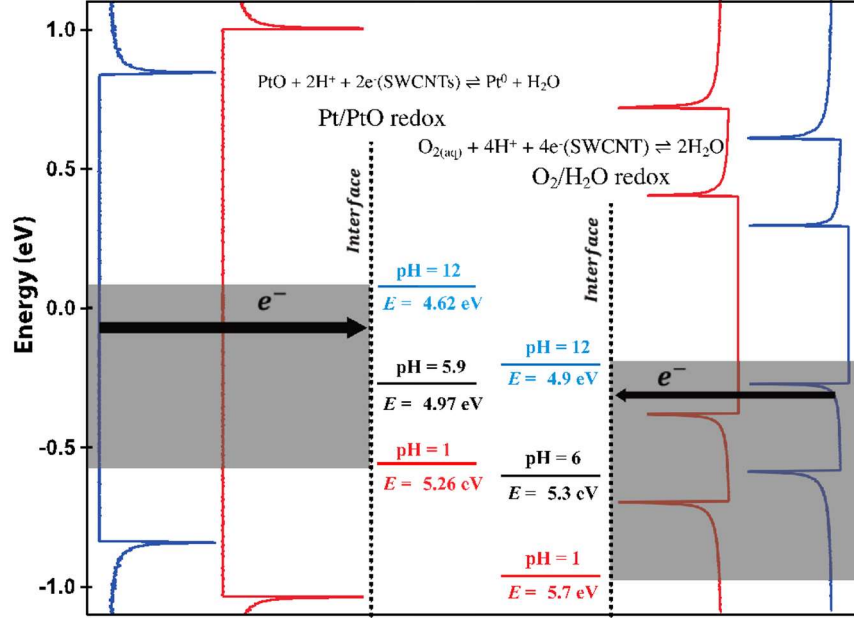 1.0
PtO + 2H⁺ + 2e⁻(SWCNTs) ⇌ Pt⁰ + H₂O
Pt/PtO redox
O₂₍aq₎ + 4H⁺ + 4e⁻(SWCNT) ⇌ 2H₂O
O₂/H₂O redox
0.5
Interface
Interface
Energy (eV)
pH = 12
E = 4.62 eV
e⁻
0.0
pH = 5.9
E = 4.97 eV
pH = 12
E = 4.9 eV
e⁻
-0.5
pH = 1
E = 5.26 eV
pH = 6
E = 5.3 eV
pH = 1
E = 5.7 eV
-1.0